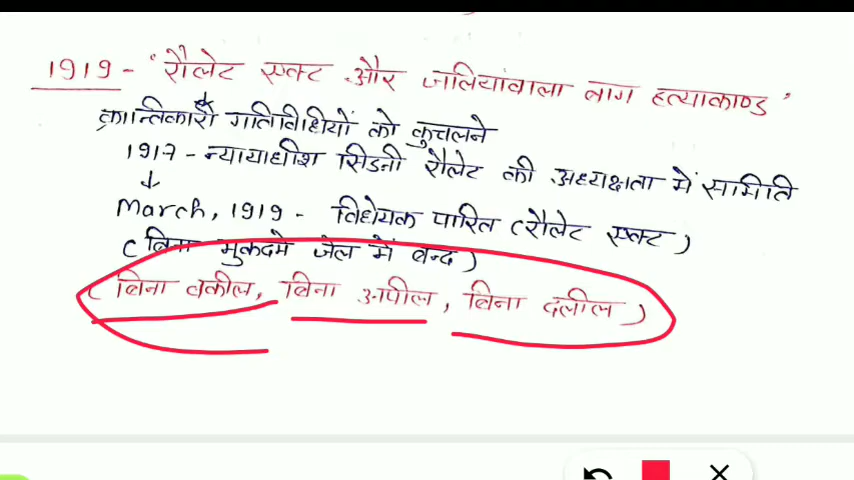 1919 - 'रौलेट एक्ट और जलियांवाला बाग हत्याकाण्ड'
क्रान्तिकारी गतिविधियों को कुचलने
1917 - न्यायाधीश सिडनी रौलेट की अध्यक्षता में समिति
March, 1919 - विधेयक पारित (रौलेट एक्ट)
(बिना मुकदमे जेल में बन्द)
(बिना वकील, बिना अपील, बिना दलील)